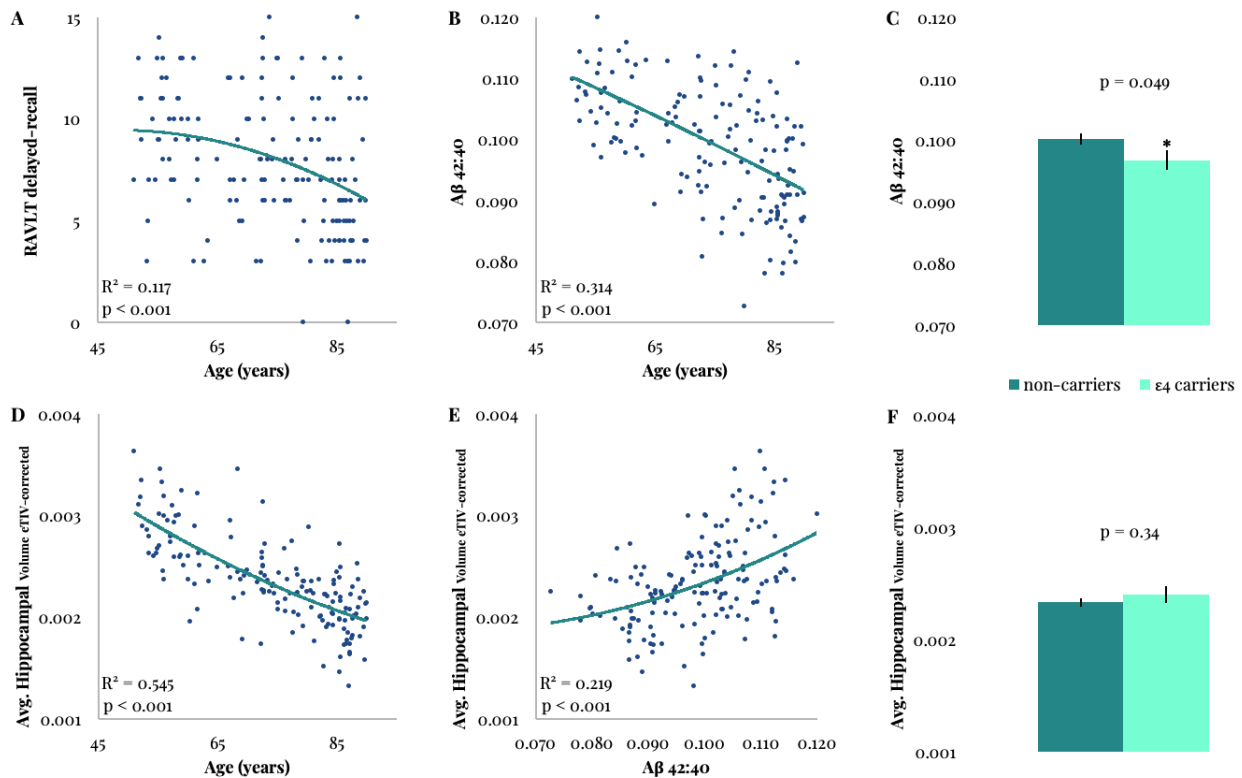 A
RAVLT delayed-recall
15
10
5
0
R² = 0.117
p < 0.001
45
65
85
Age (years)
B
Aβ 42:40
0.120
0.110
0.100
0.090
0.080
0.070
R² = 0.314
p < 0.001
45
65
85
Age (years)
C
Aβ 42:40
0.120
0.110
0.100
0.090
0.080
0.070
p = 0.049
*
non-carriers
ε4 carriers
D
Avg. Hippocampal Volume eTIV-corrected
0.004
0.003
0.002
0.001
R² = 0.545
p < 0.001
45
65
85
Age (years)
E
Avg. Hippocampal Volume eTIV-corrected
0.004
0.003
0.002
0.001
R² = 0.219
p < 0.001
0.070
0.080
0.090
0.100
0.110
0.120
Aβ 42:40
F
Avg. Hippocampal Volume eTIV-corrected
0.004
0.003
0.002
0.001
p = 0.34